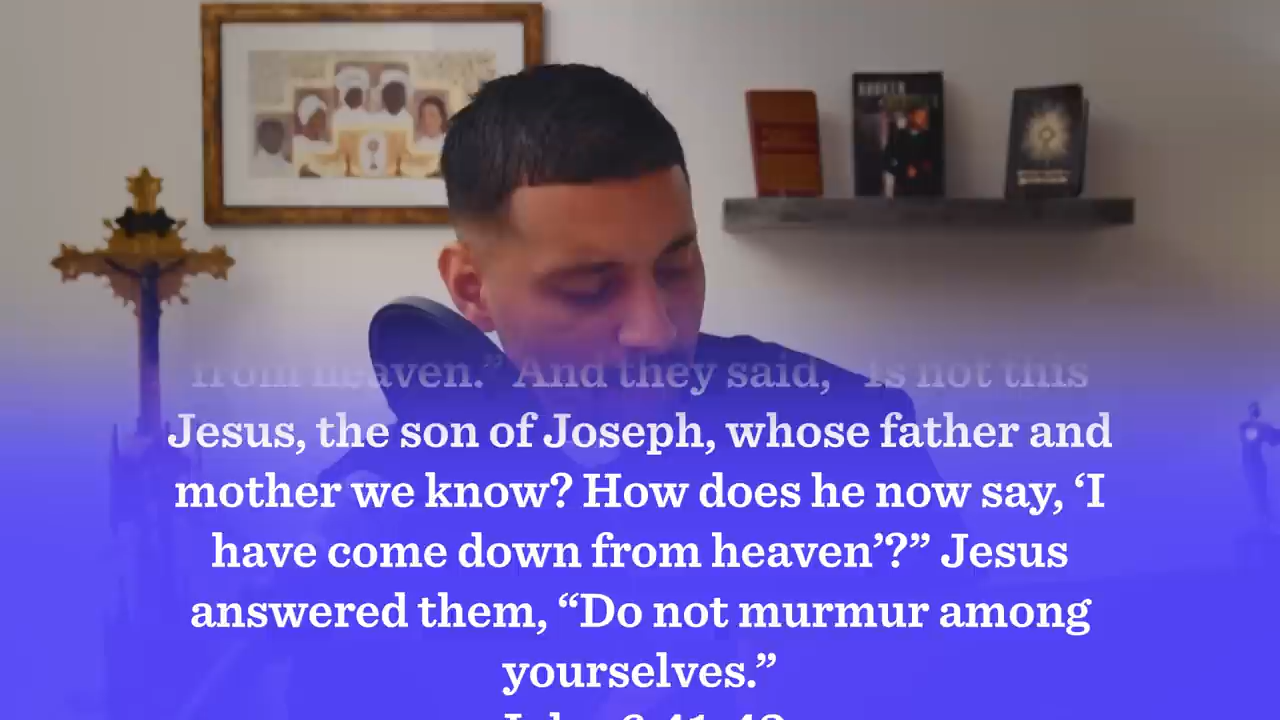 from heaven.” And they said, “Is not this
Jesus, the son of Joseph, whose father and
mother we know? How does he now say, ‘I
have come down from heaven’?” Jesus
answered them, “Do not murmur among
yourselves.”